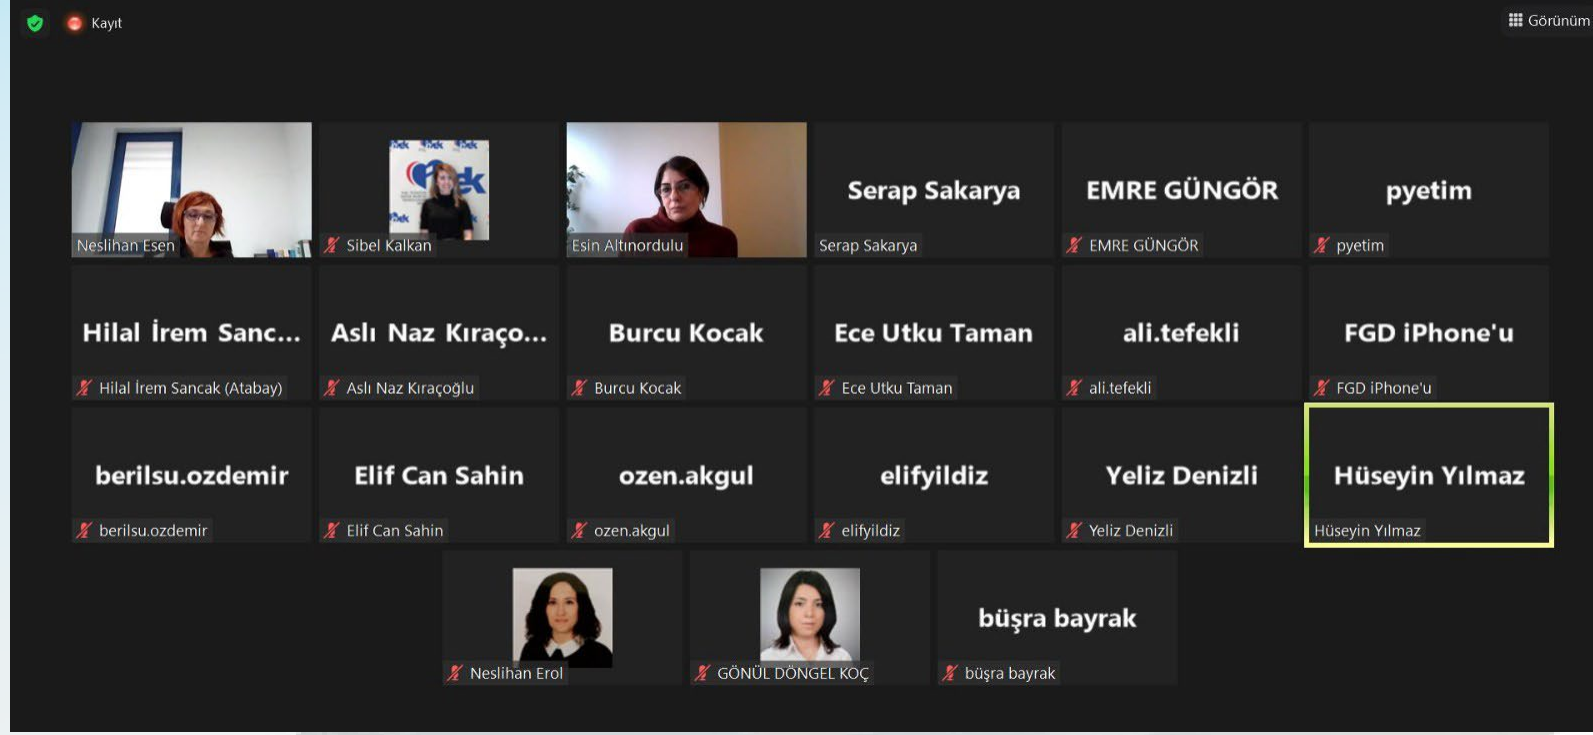 Kayıt
Görünüm
Neslihan Esen
Sibel Kalkan
Esin Altınordulu
Serap Sakarya
Serap Sakarya
EMRE GÜNGÖR
EMRE GÜNGÖR
pyetim
pyetim
Hilal İrem Sanc...
Hilal İrem Sancak (Atabay)
Aslı Naz Kıraço...
Aslı Naz Kıraçoğlu
Burcu Kocak
Burcu Kocak
Ece Utku Taman
Ece Utku Taman
ali.tefekli
ali.tefekli
FGD iPhone'u
FGD iPhone'u
berilsu.ozdemir
berilsu.ozdemir
Elif Can Sahin
Elif Can Sahin
ozen.akgul
ozen.akgul
elifyildiz
elifyildiz
Yeliz Denizli
Yeliz Denizli
Hüseyin Yılmaz
Hüseyin Yılmaz
Neslihan Erol
GÖNÜL DÖNGEL KOÇ
büşra bayrak
büşra bayrak